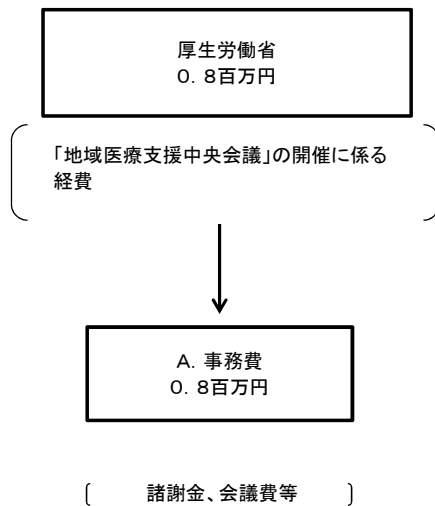 厚生労働省
０．８百万円
「地域医療支援中央会議」の開催に係る
経費
A．事務費
０．８百万円
諸謝金、会議費等